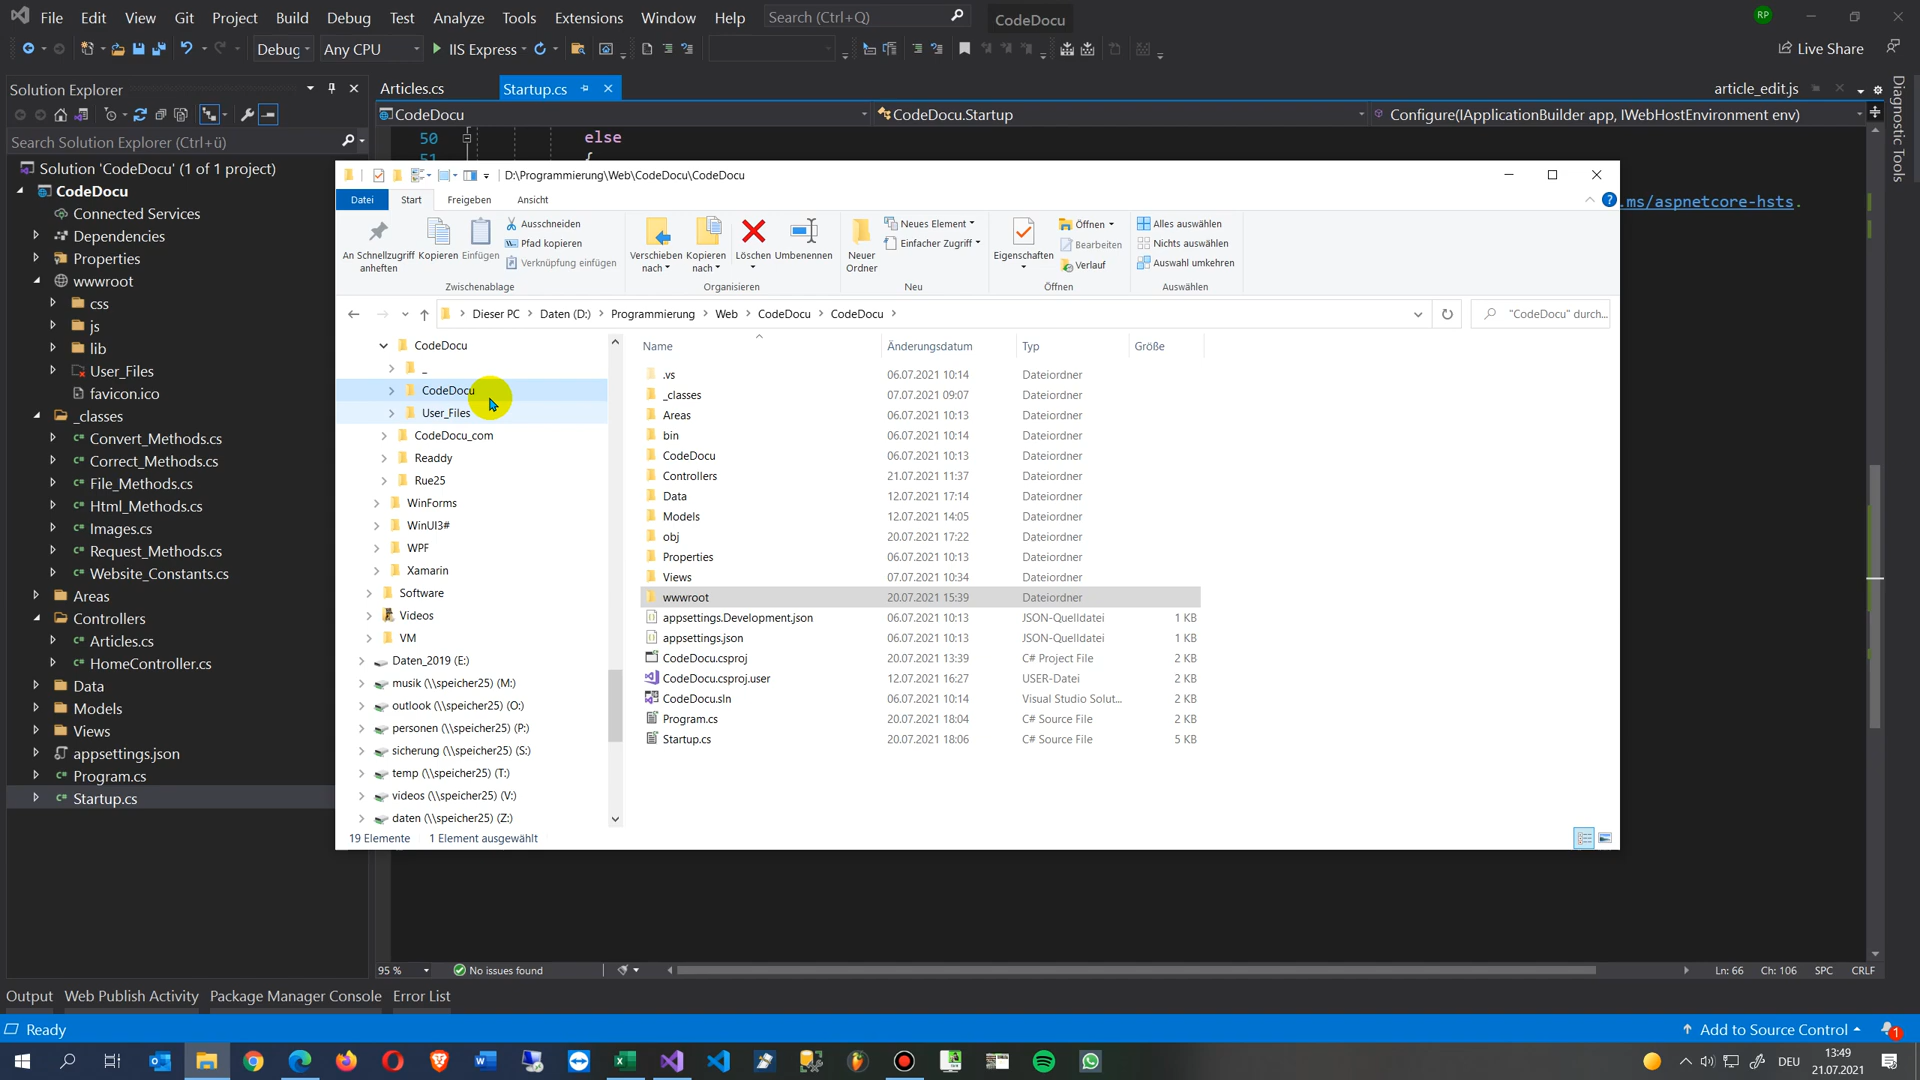 File Edit View Git Project Build Debug Test Analyze Tools Extensions Window Help Search (Ctrl+Q) CodeDocu RP
Debug Any CPU IIS Express Live Share
Solution Explorer
Articles.cs Startup.cs article_edit.js
CodeDocu CodeDocu.Startup Configure(IApplicationBuilder app, IWebHostEnvironment env)
Diagnostic Tools
Search Solution Explorer (Ctrl+ü)
50 else
51 {
.ms/aspnetcore-hsts.
Solution 'CodeDocu' (1 of 1 project)
CodeDocu
Connected Services
Dependencies
Properties
wwwroot
css
js
lib
User_Files
favicon.ico
_classes
Convert_Methods.cs
Correct_Methods.cs
File_Methods.cs
Html_Methods.cs
Images.cs
Request_Methods.cs
Website_Constants.cs
Areas
Controllers
Articles.cs
HomeController.cs
Data
Models
Views
appsettings.json
Program.cs
Startup.cs
D:\Programmierung\Web\CodeDocu\CodeDocu
Datei Start Freigeben Ansicht
An Schnellzugriff anheften
Kopieren
Einfügen
Ausschneiden
Pfad kopieren
Verknüpfung einfügen
Zwischenablage
Verschieben nach
Kopieren nach
Löschen
Umbenennen
Organisieren
Neuer Ordner
Neues Element
Einfacher Zugriff
Neu
Eigenschaften
Öffnen
Bearbeiten
Verlauf
Öffnen
Alles auswählen
Nichts auswählen
Auswahl umkehren
Auswählen
Dieser PC Daten (D:) Programmierung Web CodeDocu CodeDocu
"CodeDocu" durch...
CodeDocu
_
CodeDocu
User_Files
CodeDocu_com
Readdy
Rue25
WinForms
WinUI3#
WPF
Xamarin
Software
Videos
VM
Daten_2019 (E:)
musik (\\speicher25) (M:)
outlook (\\speicher25) (O:)
personen (\\speicher25) (P:)
sicherung (\\speicher25) (S:)
temp (\\speicher25) (T:)
videos (\\speicher25) (V:)
daten (\\speicher25) (Z:)
Name Änderungsdatum Typ Größe
.vs 06.07.2021 10:14 Dateiordner
_classes 07.07.2021 09:07 Dateiordner
Areas 06.07.2021 10:13 Dateiordner
bin 06.07.2021 10:14 Dateiordner
CodeDocu 06.07.2021 10:13 Dateiordner
Controllers 21.07.2021 11:37 Dateiordner
Data 12.07.2021 17:14 Dateiordner
Models 12.07.2021 14:05 Dateiordner
obj 20.07.2021 17:22 Dateiordner
Properties 06.07.2021 10:13 Dateiordner
Views 07.07.2021 10:34 Dateiordner
wwwroot 20.07.2021 15:39 Dateiordner
appsettings.Development.json 06.07.2021 10:13 JSON-Quelldatei 1 KB
appsettings.json 06.07.2021 10:13 JSON-Quelldatei 1 KB
CodeDocu.csproj 20.07.2021 13:39 C# Project File 2 KB
CodeDocu.csproj.user 12.07.2021 16:27 USER-Datei 2 KB
CodeDocu.sln 06.07.2021 10:14 Visual Studio Solut... 2 KB
Program.cs 20.07.2021 18:04 C# Source File 2 KB
Startup.cs 20.07.2021 18:06 C# Source File 5 KB
19 Elemente 1 Element ausgewählt
95 % No issues found Ln: 66 Ch: 106 SPC CRLF
Output Web Publish Activity Package Manager Console Error List
Ready Add to Source Control 1
DEU 13:49
21.07.2021